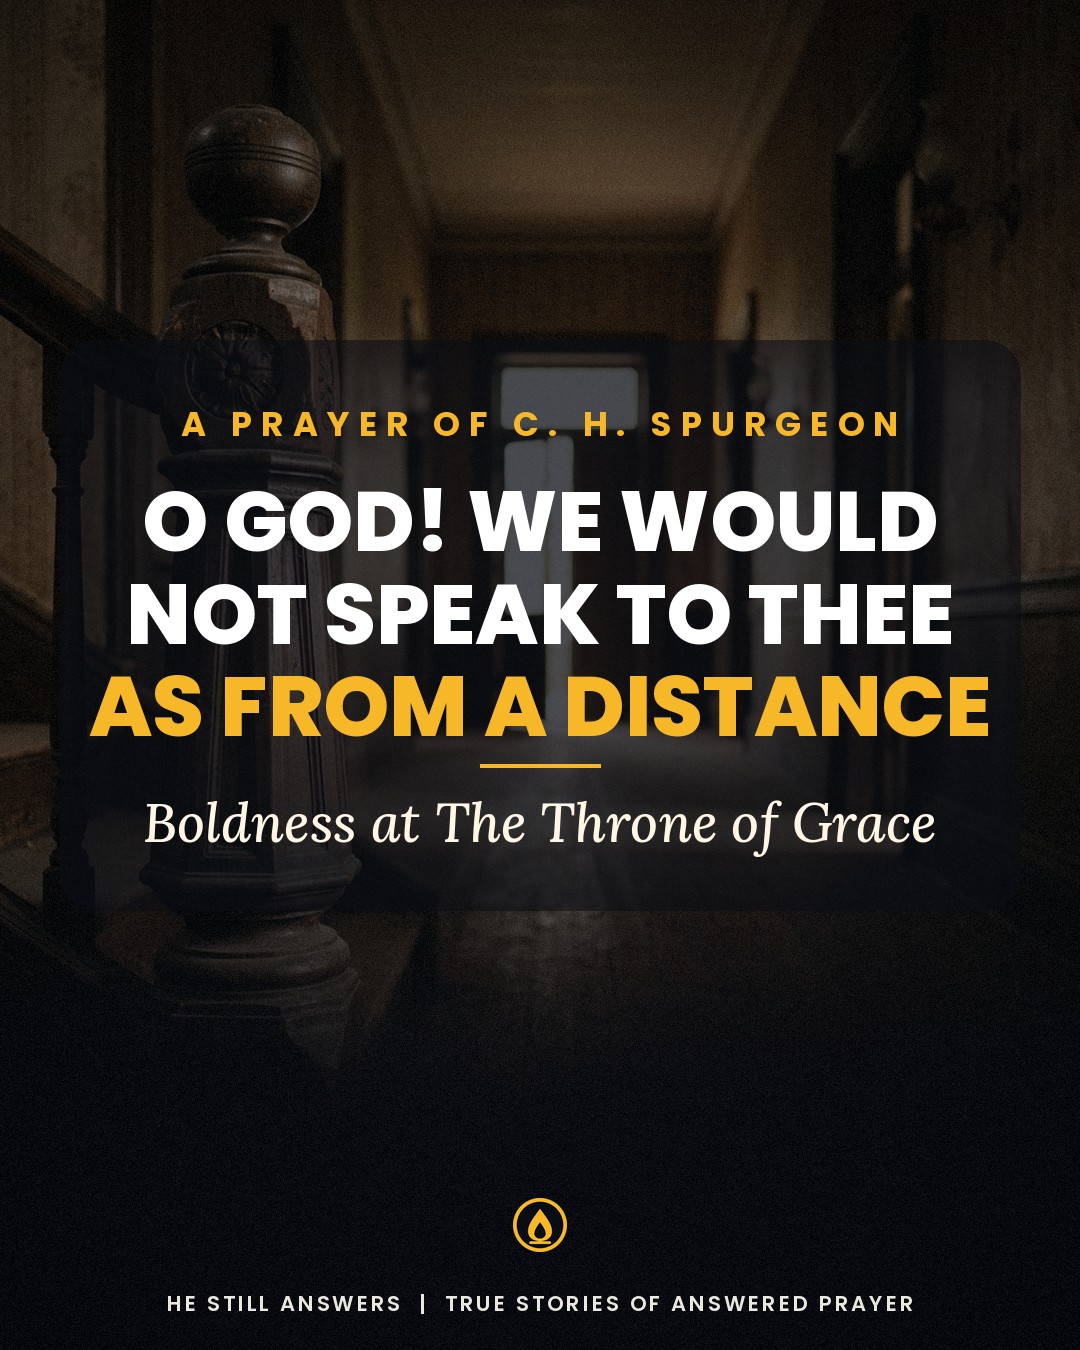 A PRAYER OF C. H. SPURGEON
O GOD! WE WOULD
NOT SPEAK TO THEE
AS FROM A DISTANCE
Boldness at The Throne of Grace
HE STILL ANSWERS | TRUE STORIES OF ANSWERED PRAYER